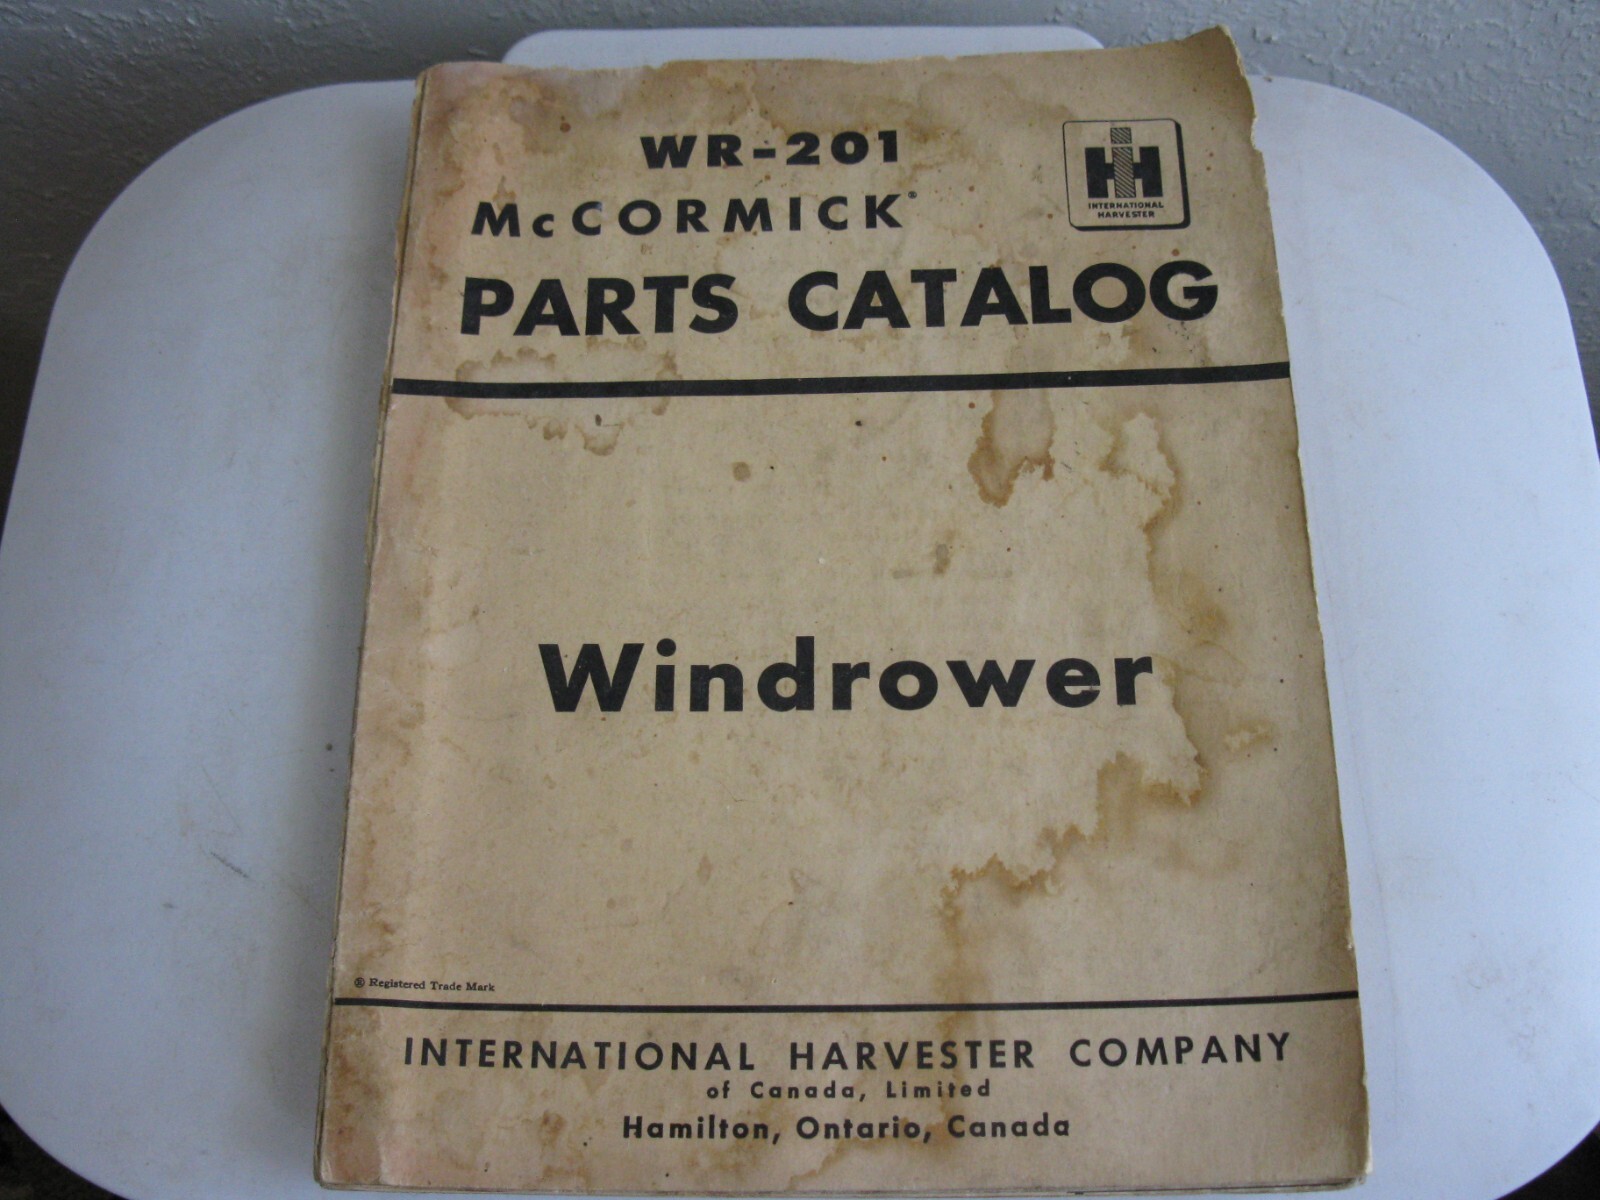 WR-201
McCORMICK®
PARTS CATALOG
IH
INTERNATIONAL
HARVESTER
Windrower
® Registered Trade Mark
INTERNATIONAL HARVESTER COMPANY
of Canada, Limited
Hamilton, Ontario, Canada